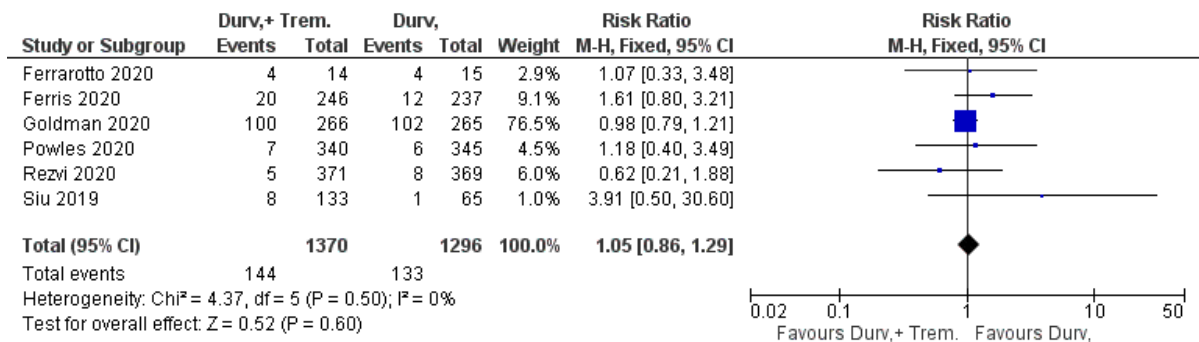 Durv,+ Trem. Durv, Risk Ratio Risk Ratio
Study or Subgroup Events Total Events Total Weight M-H, Fixed, 95% CI M-H, Fixed, 95% CI
Ferrarotto 2020 4 14 4 15 2.9% 1.07 [0.33, 3.48]
Ferris 2020 20 246 12 237 9.1% 1.61 [0.80, 3.21]
Goldman 2020 100 266 102 265 76.5% 0.98 [0.79, 1.21]
Powles 2020 7 340 6 345 4.5% 1.18 [0.40, 3.49]
Rezvi 2020 5 371 8 369 6.0% 0.62 [0.21, 1.88]
Siu 2019 8 133 1 65 1.0% 3.91 [0.50, 30.60]
Total (95% CI) 1370 1296 100.0% 1.05 [0.86, 1.29]
Total events 144 133
Heterogeneity: Chi² = 4.37, df = 5 (P = 0.50); I² = 0%
Test for overall effect: Z = 0.52 (P = 0.60)
0.02 0.1 1 10 50
Favours Durv,+ Trem. Favours Durv,